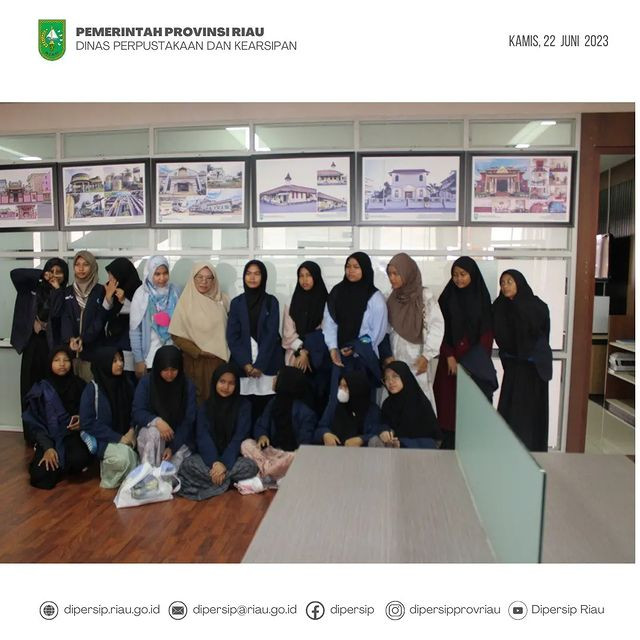 PEMERINTAH PROVINSI RIAU
DINAS PERPUSTAKAAN DAN KEARSIPAN
KAMIS, 22 JUNI 2023
dipersip.riau.go.id
dipersip@riau.go.id
dipersip
dipersipprovriau
Dipersip Riau